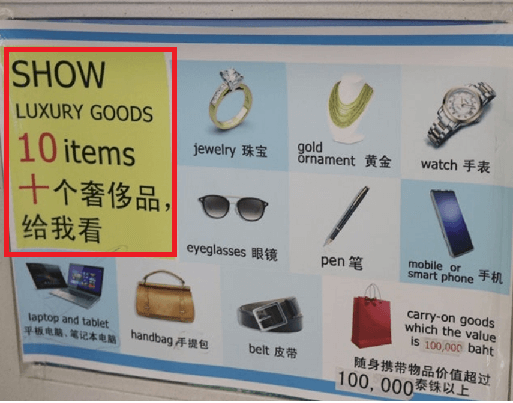 SHOW
LUXURY GOODS
10 items
十个奢侈品,
给我看
jewelry 珠宝
gold
ornament 黄金
watch 手表
eyeglasses 眼镜
pen 笔
mobile or
smart phone 手机
laptop and tablet
平板电脑、笔记本电脑
handbag 手提包
belt 皮带
carry-on goods
which the value
is 100,000 baht
随身携带物品价值超过
100,000泰铢以上